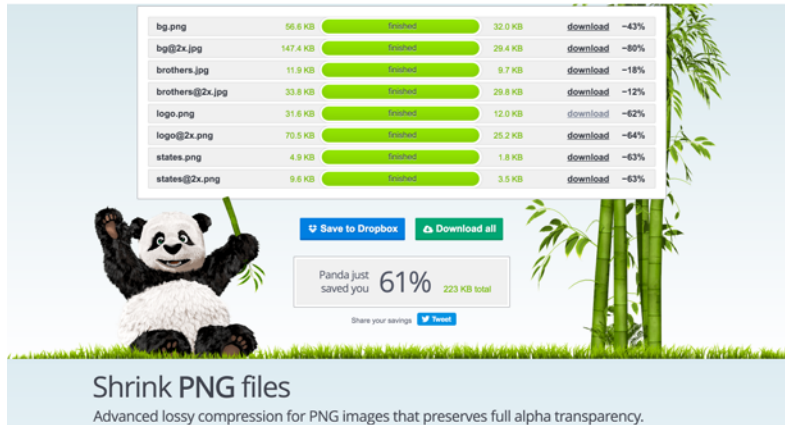 bg.png 56.6 KB finished 32.0 KB download −43%
bg@2x.jpg 147.4 KB finished 29.4 KB download −80%
brothers.jpg 11.9 KB finished 9.7 KB download −18%
brothers@2x.jpg 33.8 KB finished 29.8 KB download −12%
logo.png 31.6 KB finished 12.0 KB download −62%
logo@2x.png 70.5 KB finished 25.2 KB download −64%
states.png 4.9 KB finished 1.8 KB download −63%
states@2x.png 9.6 KB finished 3.5 KB download −63%
Save to Dropbox Download all
Panda just
saved you 61% 223 KB total
Share your savings Tweet
Shrink PNG files
Advanced lossy compression for PNG images that preserves full alpha transparency.